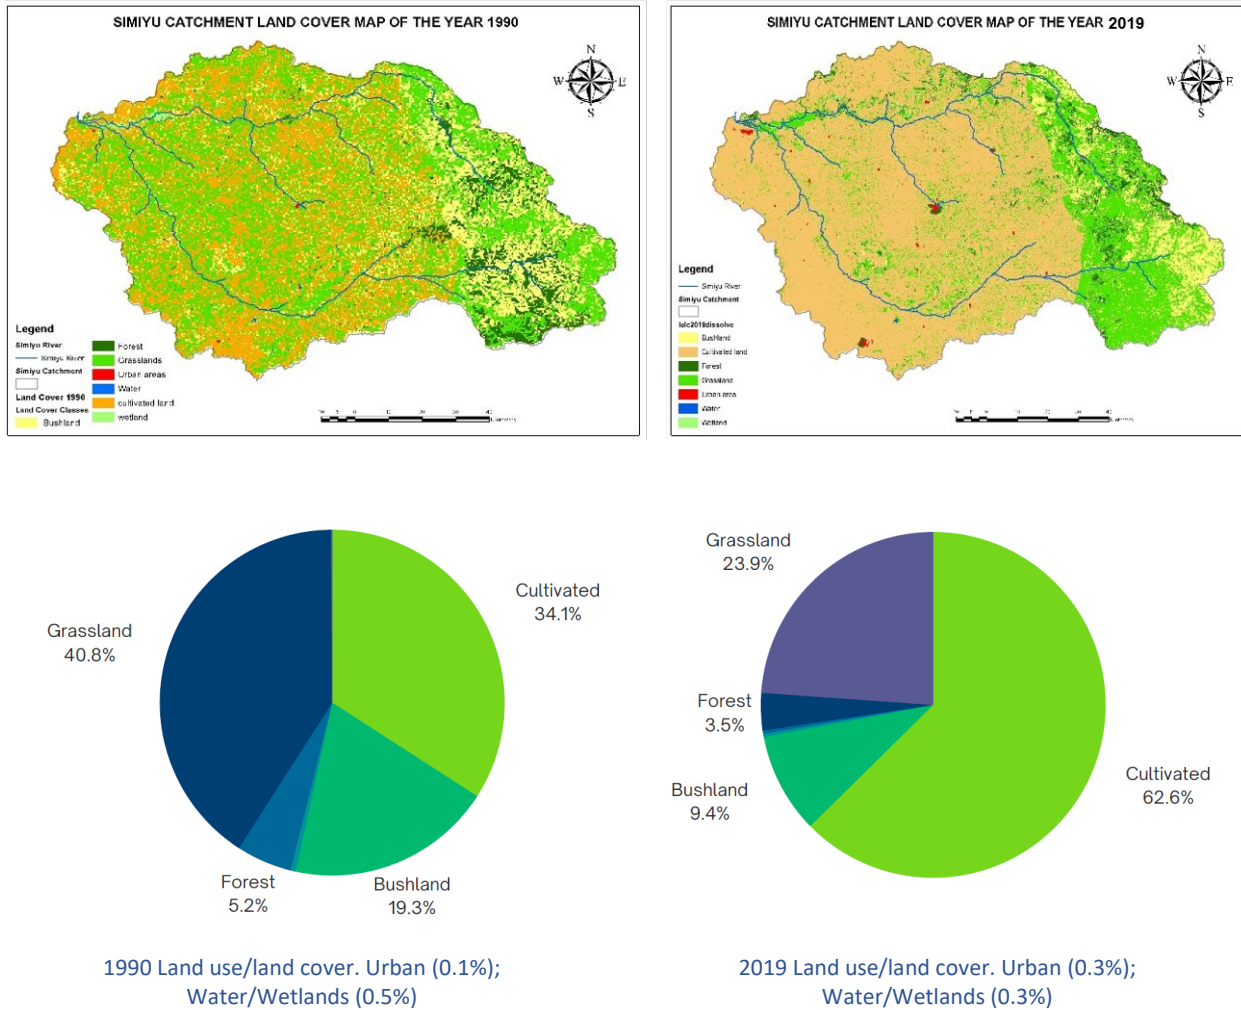 SIMIYU CATCHMENT LAND COVER MAP OF THE YEAR 1990
N
W E
S
Legend
Simiyu River
Simiyu River
Simiyu Catchment
Land Cover 1990
Land Cover Classes
Bushland
Forest
Grasslands
Urban areas
Water
cultivated land
wetland
SIMIYU CATCHMENT LAND COVER MAP OF THE YEAR 2019
N
W E
S
Legend
Simiyu River
Simiyu Catchment
lulc2019dissolve
Bushland
Cultivated land
Forest
Grassland
Urban area
Water
Wetland
Grassland
40.8%
Cultivated
34.1%
Forest
5.2%
Bushland
19.3%
1990 Land use/land cover. Urban (0.1%);
Water/Wetlands (0.5%)
Grassland
23.9%
Forest
3.5%
Bushland
9.4%
Cultivated
62.6%
2019 Land use/land cover. Urban (0.3%);
Water/Wetlands (0.3%)